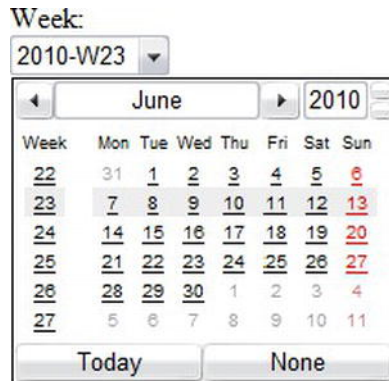 Week:
2010-W23
June 2010
Week Mon Tue Wed Thu Fri Sat Sun
22 31 1 2 3 4 5 6
23 7 8 9 10 11 12 13
24 14 15 16 17 18 19 20
25 21 22 23 24 25 26 27
26 28 29 30 1 2 3 4
27 5 6 7 8 9 10 11
Today None